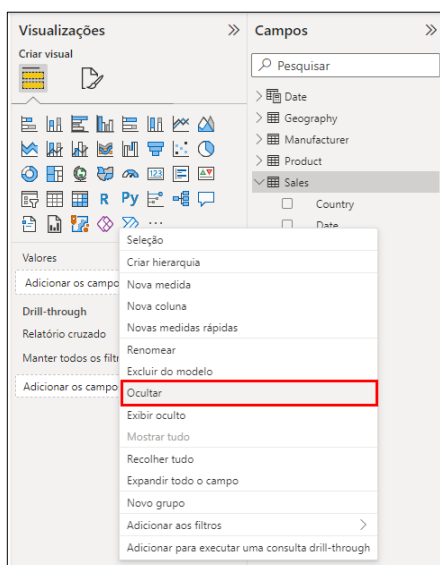 Visualizações
Criar visual
123
R
Py
...
Valores
Adicionar os campo
Drill-through
Relatório cruzado
Manter todos os filt
Adicionar os campo
Campos
Pesquisar
Date
Geography
Manufacturer
Product
Sales
Country
Date
Seleção
Criar hierarquia
Nova medida
Nova coluna
Novas medidas rápidas
Renomear
Excluir do modelo
Ocultar
Exibir oculto
Mostrar tudo
Recolher tudo
Expandir todo o campo
Novo grupo
Adicionar aos filtros
Adicionar para executar uma consulta drill-through